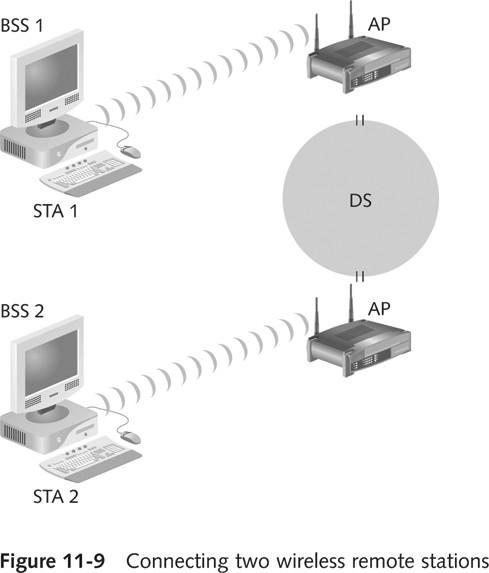 BSS 1
AP
STA 1
DS
BSS 2
AP
STA 2
Figure 11-9 Connecting two wireless remote stations